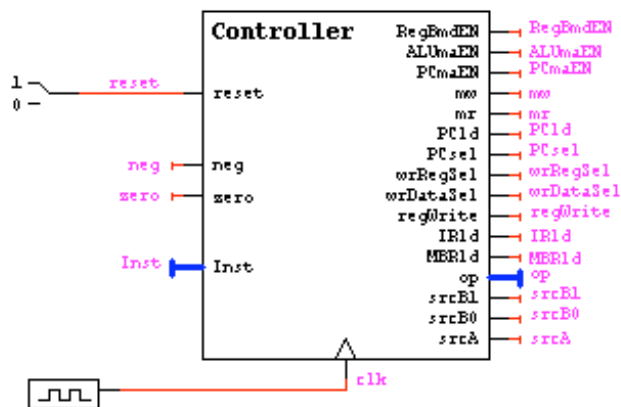 Controller
RegBmdEN RegBmdEN
ALUmaEN ALUmaEN
PCmaEN PCmaEN
1 reset reset mw mw
0 mr mr
PCld PCld
PCsel PCsel
neg neg wrRegSel wrRegSel
zero zero wrDataSel wrDataSel
regWrite regWrite
IRld IRld
Inst Inst MBRld MBRld
op op
srcB1 srcB1
srcB0 srcB0
srcA srcA
clk